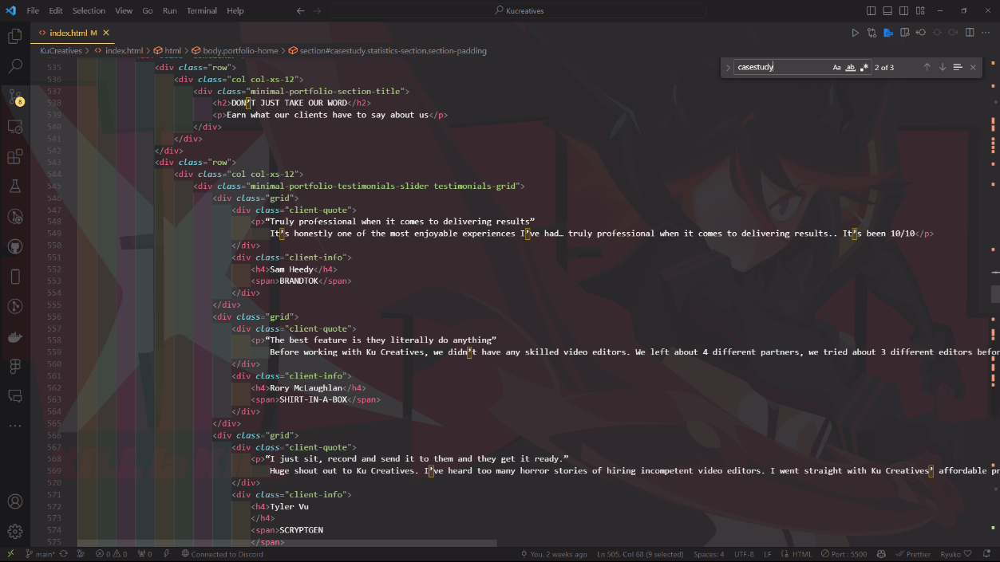 File Edit Selection View Go Run Terminal Help
Kucreatives
index.html M
KuCreatives > index.html > html > body.portfolio-home > section#casestudy.statistics-section.section-padding
casestudy Aa ab .* 2 of 3
8
535 <div class="row">
536 <div class="col col-xs-12">
537 <div class="minimal-portfolio-section-title">
538 <h2>DON’T JUST TAKE OUR WORD</h2>
539 <p>Earn what our clients have to say about us</p>
540 </div>
541 </div>
542 </div>
543 <div class="row">
544 <div class="col col-xs-12">
545 <div class="minimal-portfolio-testimonials-slider testimonials-grid">
546 <div class="grid">
547 <div class="client-quote">
548 <p>“Truly professional when it comes to delivering results”
549 It’s honestly one of the most enjoyable experiences I’ve had… truly professional when it comes to delivering results.. It’s been 10/10</p>
550 </div>
551 <div class="client-info">
552 <h4>Sam Heedy</h4>
553 <span>BRANDTOK</span>
554 </div>
555 </div>
556 <div class="grid">
557 <div class="client-quote">
558 <p>“The best feature is they literally do anything”
559 Before working with Ku Creatives, we didn’t have any skilled video editors. We left about 4 different partners, we tried about 3 different editors befor
560 </div>
561 <div class="client-info">
562 <h4>Rory McLaughlan</h4>
563 <span>SHIRT-IN-A-BOX</span>
564 </div>
565 </div>
566 <div class="grid">
567 <div class="client-quote">
568 <p>“I just sit, record and send it to them and they get it ready.”
569 Huge shout out to Ku Creatives. I’ve heard too many horror stories of hiring incompetent video editors. I went straight with Ku Creatives’ affordable pr
570 </div>
571 <div class="client-info">
572 <h4>Tyler Vu
573 </h4>
574 <span>SCRYPTGEN
575 </span>
main* 0 0 0 Connected to Discord You, 2 weeks ago Ln 505, Col 68 (9 selected) Spaces: 4 UTF-8 LF HTML Port : 5500 Prettier Ryuko